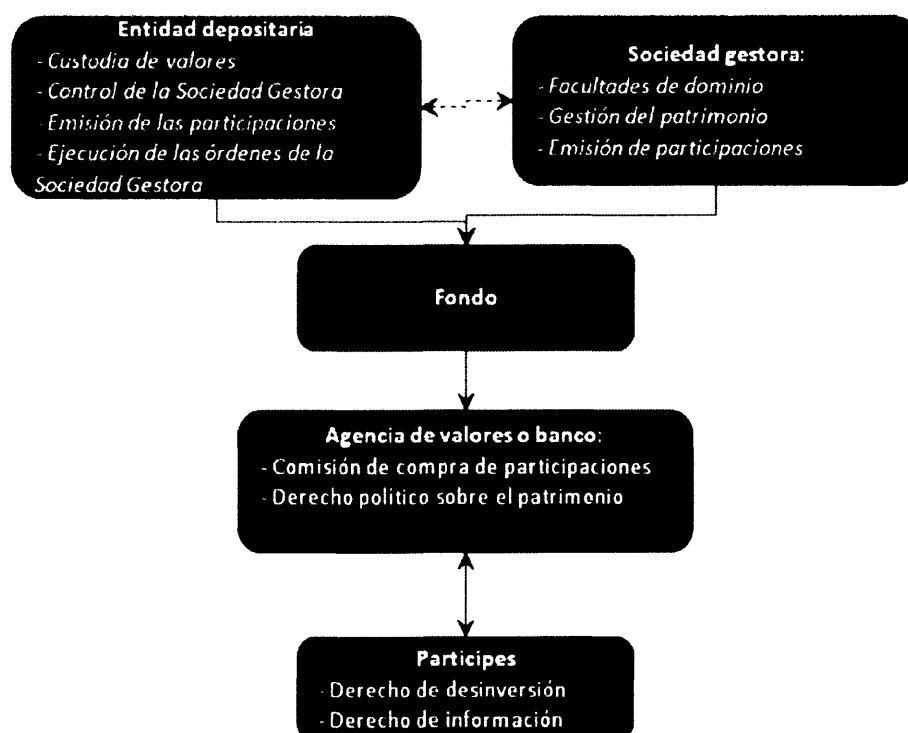 Entidad depositaria
- Custodia de valores
- Control de la Sociedad Gestora
- Emisión de las participaciones
- Ejecución de las órdenes de la
Sociedad Gestora
Sociedad gestora:
- Facultades de dominio
- Gestión del patrimonio
- Emisión de participaciones
Fondo
Agencia de valores o banco:
- Comisión de compra de participaciones
- Derecho político sobre el patrimonio
Participes
- Derecho de desinversión
- Derecho de información